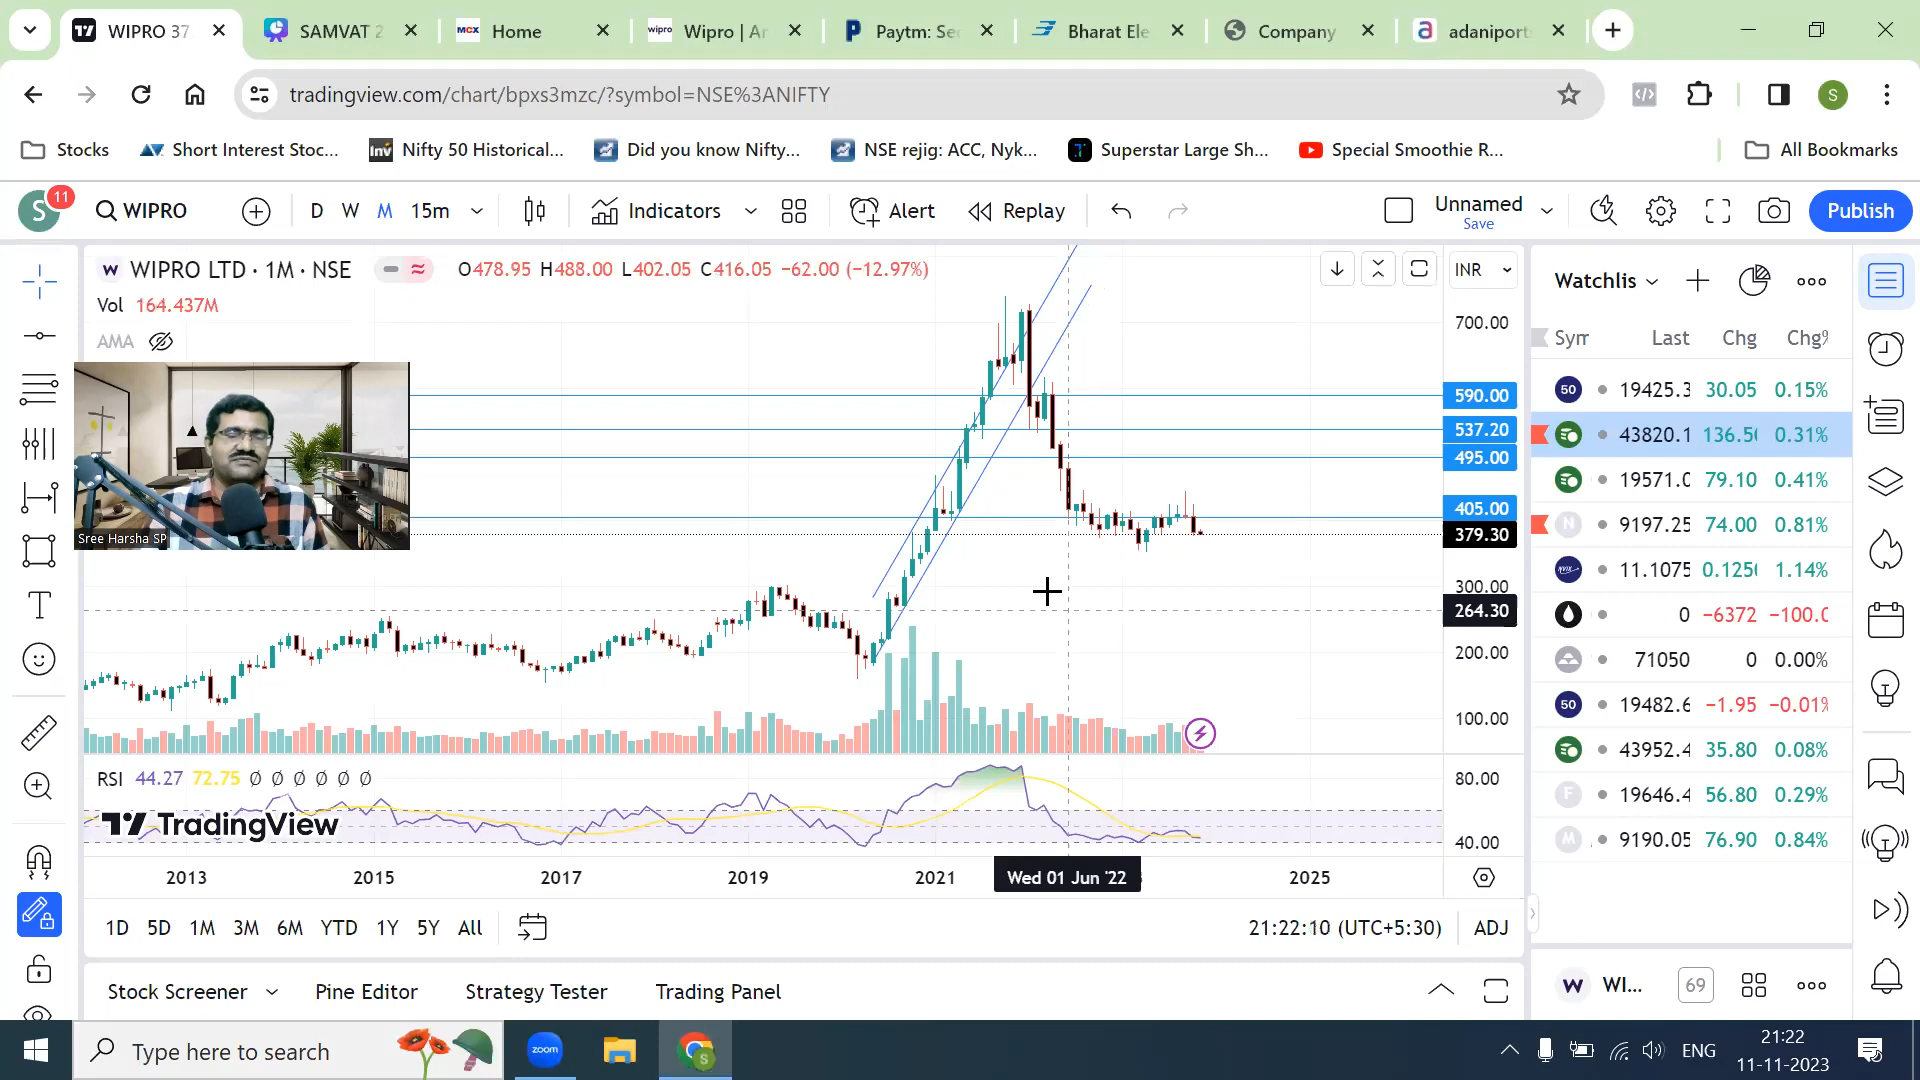 WIPRO 37
SAMVAT 2
MCX Home
wipro Wipro | Ar
Paytm: Se
Bharat Ele
Company
adaniport
tradingview.com/chart/bpxs3mzc/?symbol=NSE%3ANIFTY
S
Stocks
Short Interest Stoc...
Inv Nifty 50 Historical...
Did you know Nifty...
NSE rejig: ACC, Nyk...
Superstar Large Sh...
Special Smoothie R...
All Bookmarks
S 11
WIPRO
D W M 15m
Indicators
Alert
Replay
Unnamed
Save
Publish
W WIPRO LTD · 1M · NSE
O478.95 H488.00 L402.05 C416.05 −62.00 (−12.97%)
INR
Vol 164.437M
AMA
Sree Harsha SP
700.00
590.00
537.20
495.00
405.00
379.30
300.00
264.30
200.00
100.00
RSI 44.27 72.75 Ø Ø Ø Ø Ø Ø
TradingView
80.00
40.00
2013 2015 2017 2019 2021 Wed 01 Jun '22 2025
1D 5D 1M 3M 6M YTD 1Y 5Y All
21:22:10 (UTC+5:30) ADJ
Stock Screener
Pine Editor
Strategy Tester
Trading Panel
Watchlis
Sym Last Chg Chg%
50 19425.3 30.05 0.15%
43820.1 136.50 0.31%
19571.0 79.10 0.41%
N 9197.25 74.00 0.81%
11.1075 0.1250 1.14%
0 −6372 −100.0
71050 0 0.00%
50 19482.6 −1.95 −0.01%
43952.4 35.80 0.08%
F 19646.4 56.80 0.29%
M 9190.05 76.90 0.84%
W WI... 69
Type here to search
zoom
S
ENG
21:22
11-11-2023